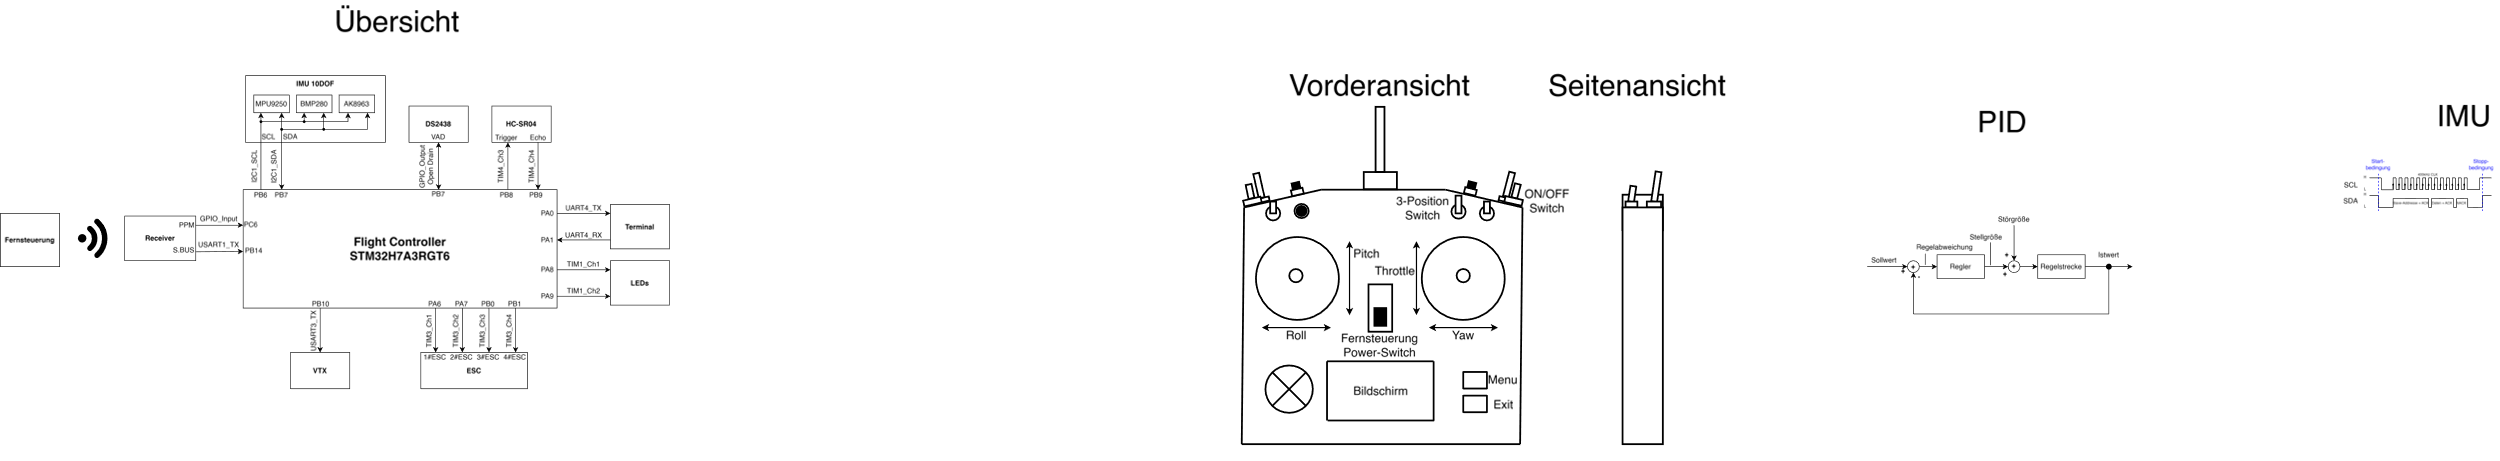 Übersicht
IMU 10DOF
MPU9250
BMP280
AK8963
SCL
SDA
I2C1_SCL
I2C1_SDA
DS2438
VAD
GPIO_Output
Open Drain
HC-SR04
Trigger
Echo
TIM4_Ch3
TIM4_Ch4
PB6
PB7
PB7
PB8
PB9
Fernsteuerung
Receiver
PPM
S.BUS
GPIO_Input
USART1_TX
PC6
PB14
Flight Controller
STM32H7A3RGT6
PA0
PA1
PA8
PA9
UART4_TX
UART4_RX
TIM1_Ch1
TIM1_Ch2
Terminal
LEDs
PB10
PA6
PA7
PB0
PB1
USART3_TX
TIM3_Ch1
TIM3_Ch2
TIM3_Ch3
TIM3_Ch4
VTX
1#ESC
2#ESC
3#ESC
4#ESC
ESC
Vorderansicht
3-Position
Switch
ON/OFF
Switch
Pitch
Throttle
Roll
Yaw
Fernsteuerung
Power-Switch
Bildschirm
Menu
Exit
Seitenansicht
PID
Sollwert
+
+
-
Regelabweichung
Regler
Stellgröße
Störgröße
+
+
+
Regelstrecke
Istwert
IMU
Start-
bedingung
Stopp-
bedingung
SCL
H
L
SDA
H
L